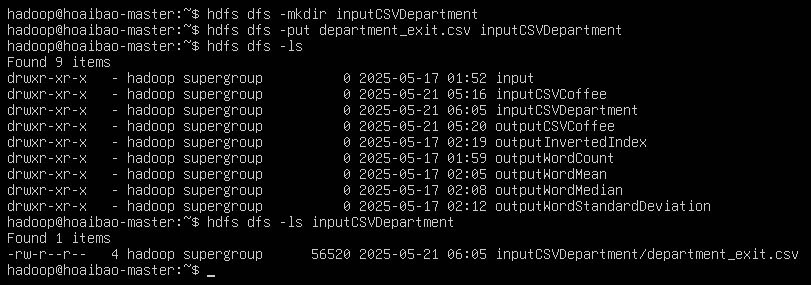 hadoop@hoaibao-master:~$ hdfs dfs -mkdir inputCSVDepartment
hadoop@hoaibao-master:~$ hdfs dfs -put department_exit.csv inputCSVDepartment
hadoop@hoaibao-master:~$ hdfs dfs -ls
Found 9 items
drwxr-xr-x   - hadoop supergroup          0 2025-05-17 01:52 input
drwxr-xr-x   - hadoop supergroup          0 2025-05-21 05:16 inputCSVCoffee
drwxr-xr-x   - hadoop supergroup          0 2025-05-21 06:05 inputCSVDepartment
drwxr-xr-x   - hadoop supergroup          0 2025-05-21 05:20 outputCSVCoffee
drwxr-xr-x   - hadoop supergroup          0 2025-05-17 02:19 outputInvertedIndex
drwxr-xr-x   - hadoop supergroup          0 2025-05-17 01:59 outputWordCount
drwxr-xr-x   - hadoop supergroup          0 2025-05-17 02:05 outputWordMean
drwxr-xr-x   - hadoop supergroup          0 2025-05-17 02:08 outputWordMedian
drwxr-xr-x   - hadoop supergroup          0 2025-05-17 02:12 outputWordStandardDeviation
hadoop@hoaibao-master:~$ hdfs dfs -ls inputCSVDepartment
Found 1 items
-rw-r--r--   4 hadoop supergroup      56520 2025-05-21 06:05 inputCSVDepartment/department_exit.csv
hadoop@hoaibao-master:~$ _